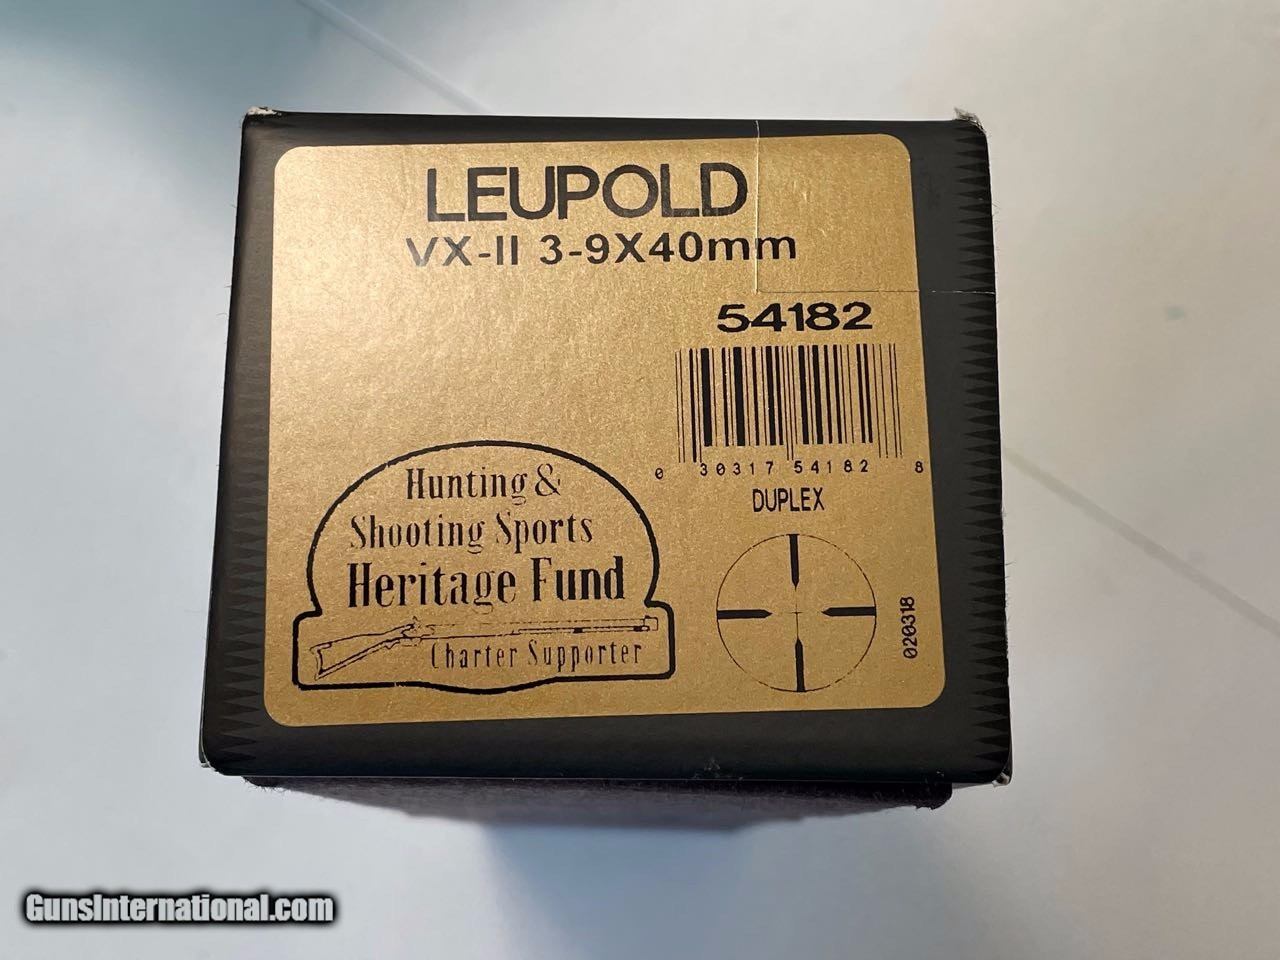 LEUPOLD
VX-II 3-9X40mm
54182
0 30317 54182 8
DUPLEX
Hunting &
Shooting Sports
Heritage Fund
Charter Supporter
020318
GunsInternational.com